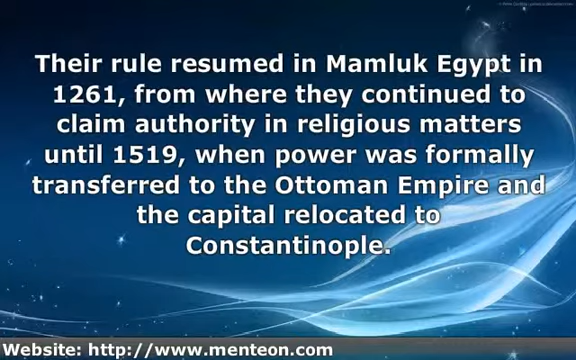 Their rule resumed in Mamluk Egypt in
1261, from where they continued to
claim authority in religious matters
until 1519, when power was formally
transferred to the Ottoman Empire and
the capital relocated to
Constantinople.
Website: http://www.menteon.com